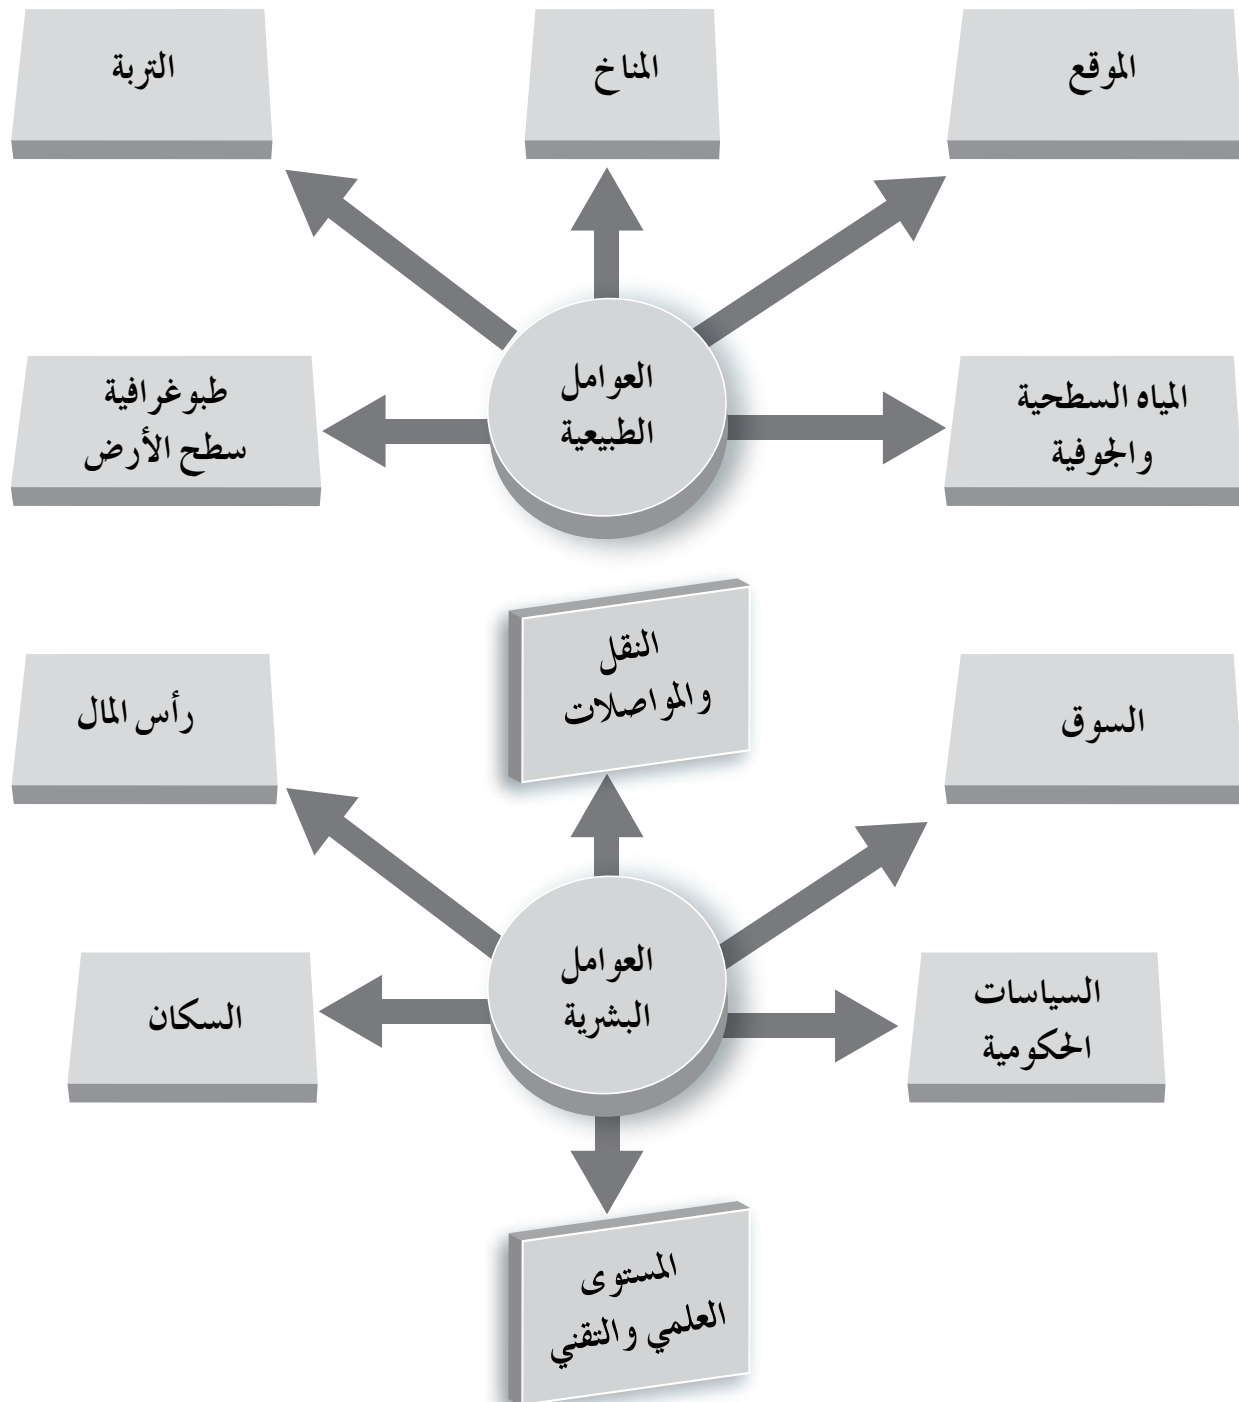 الموقع
المناخ
التربة
العوامل
الطبيعية
المياه السطحية
والجوفية
طبوغرافية
سطح الأرض
النقل
والمواصلات
السوق
رأس المال
العوامل
البشرية
السياسات
الحكومية
السكان
المستوى
العلمي والتقني